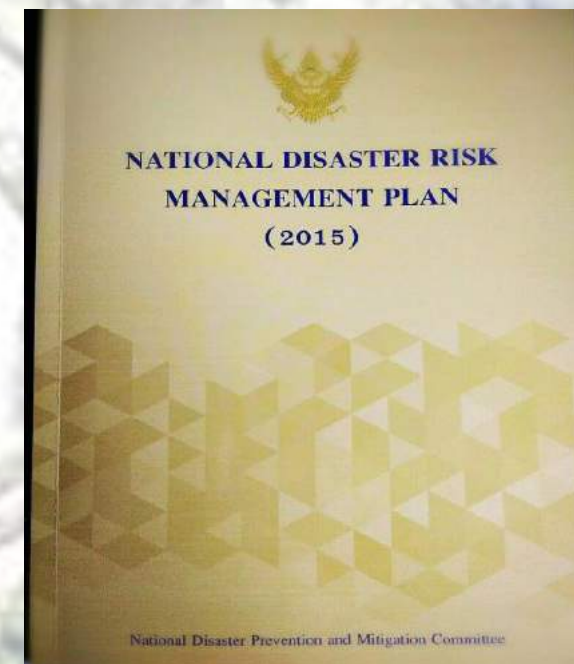 NATIONAL DISASTER RISK
MANAGEMENT PLAN
(2015)
National Disaster Prevention and Mitigation Committee